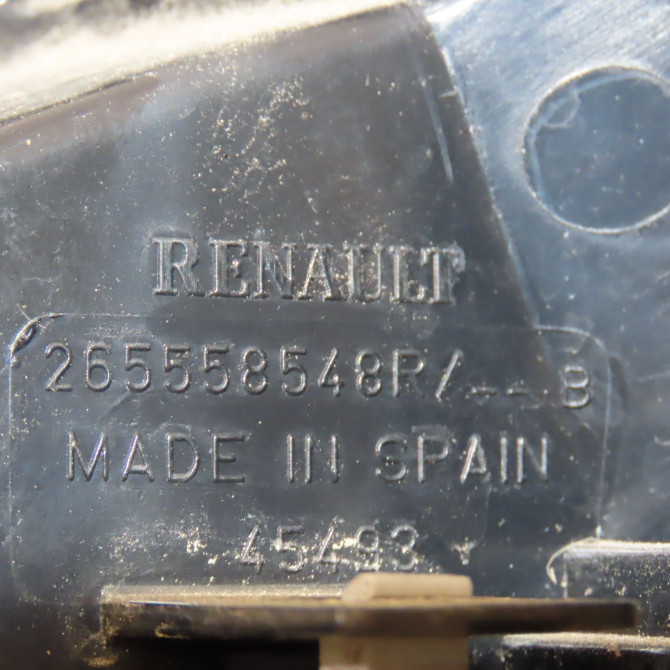 RENAULT
265558548R/-- B
MADE IN SPAIN
45493